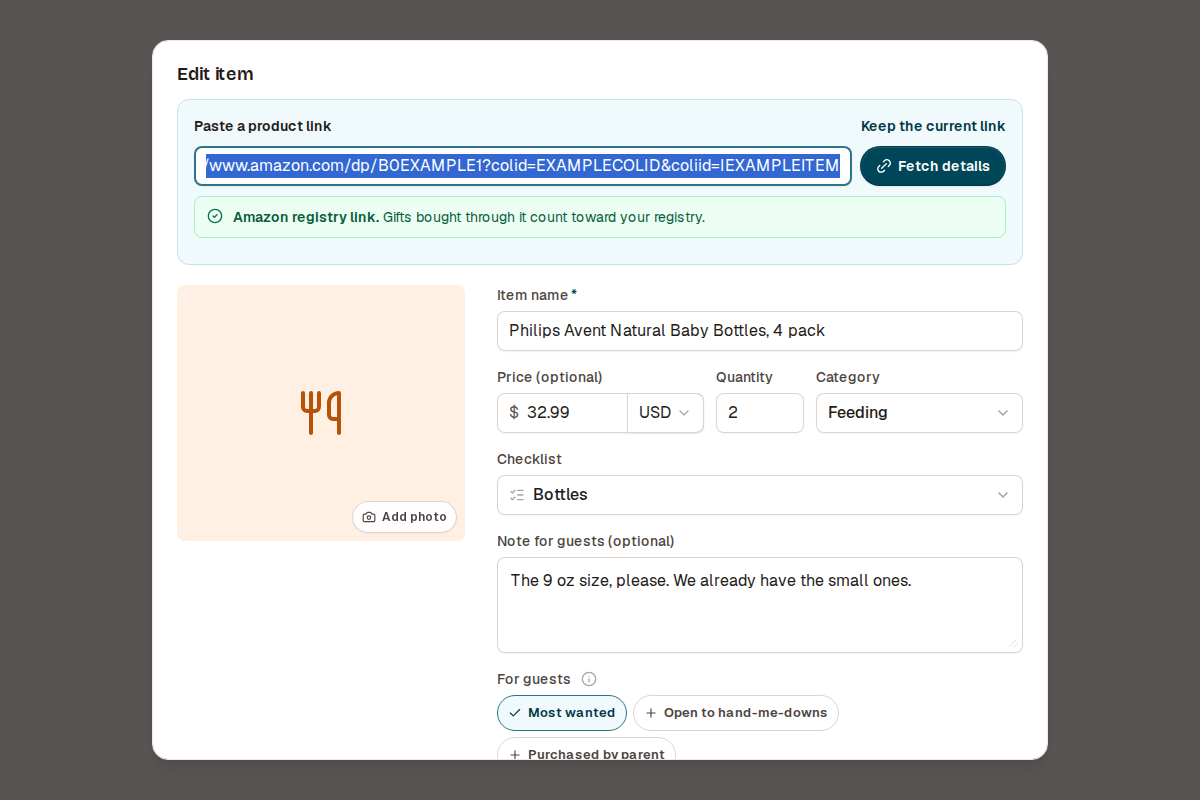 Edit item
Paste a product link
Keep the current link
/www.amazon.com/dp/B0EXAMPLE1?colid=EXAMPLECOLID&coliid=IEXAMPLEITEM
Fetch details
Amazon registry link. Gifts bought through it count toward your registry.
Item name *
Philips Avent Natural Baby Bottles, 4 pack
Price (optional)
Quantity
Category
$ 32.99
USD
2
Feeding
Checklist
Bottles
Add photo
Note for guests (optional)
The 9 oz size, please. We already have the small ones.
For guests
Most wanted
Open to hand-me-downs
Purchased by parent